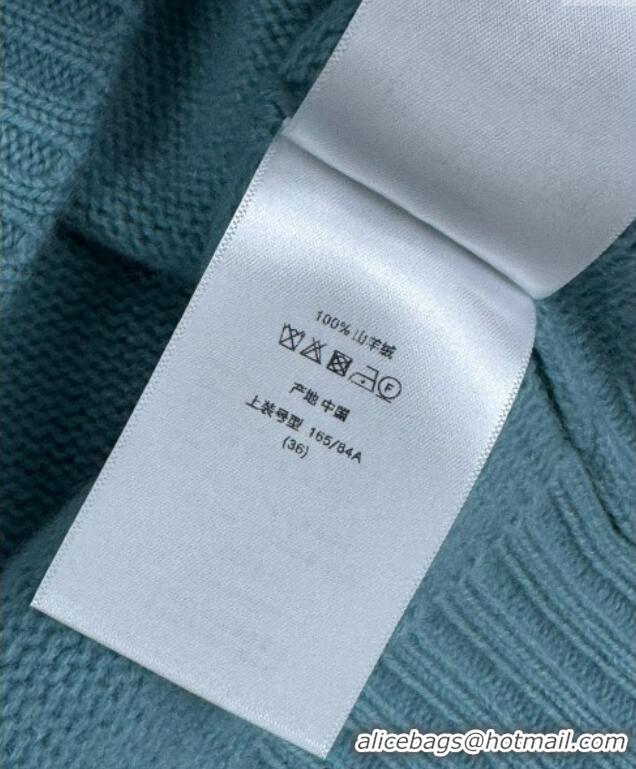 100% 山羊绒
F
产地 中国
上装号型 165/84A
(36)
alicebags@hotmail.com